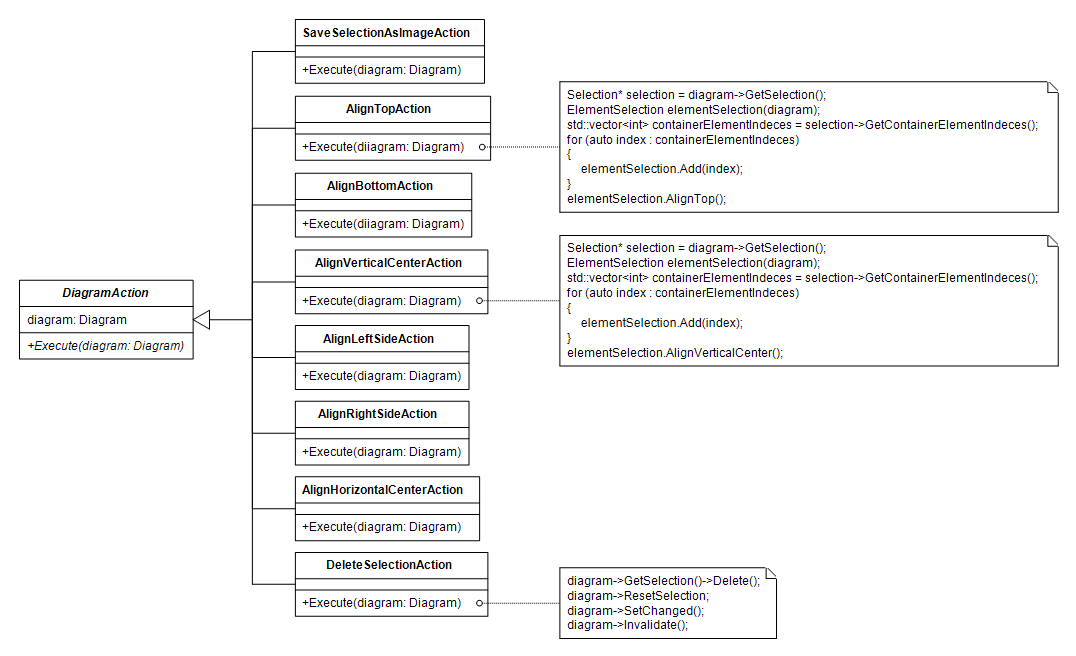 SaveSelectionAsImageAction
+Execute(diagram: Diagram)
AlignTopAction
+Execute(diiagram: Diagram)
Selection* selection = diagram->GetSelection();
ElementSelection elementSelection(diagram);
std::vector<int> containerElementIndeces = selection->GetContainerElementIndeces();
for (auto index : containerElementIndeces)
{
elementSelection.Add(index);
}
elementSelection.AlignTop();
AlignBottomAction
+Execute(diiagram: Diagram)
AlignVerticalCenterAction
+Execute(diagram: Diagram)
Selection* selection = diagram->GetSelection();
ElementSelection elementSelection(diagram);
std::vector<int> containerElementIndeces = selection->GetContainerElementIndeces();
for (auto index : containerElementIndeces)
{
elementSelection.Add(index);
}
elementSelection.AlignVerticalCenter();
DiagramAction
diagram: Diagram
+Execute(diagram: Diagram)
AlignLeftSideAction
+Execute(diagram: Diagram)
AlignRightSideAction
+Execute(diagram: Diagram)
AlignHorizontalCenterAction
+Execute(diagram: Diagram)
DeleteSelectionAction
+Execute(diagram: Diagram)
diagram->GetSelection()->Delete();
diagram->ResetSelection;
diagram->SetChanged();
diagram->Invalidate();